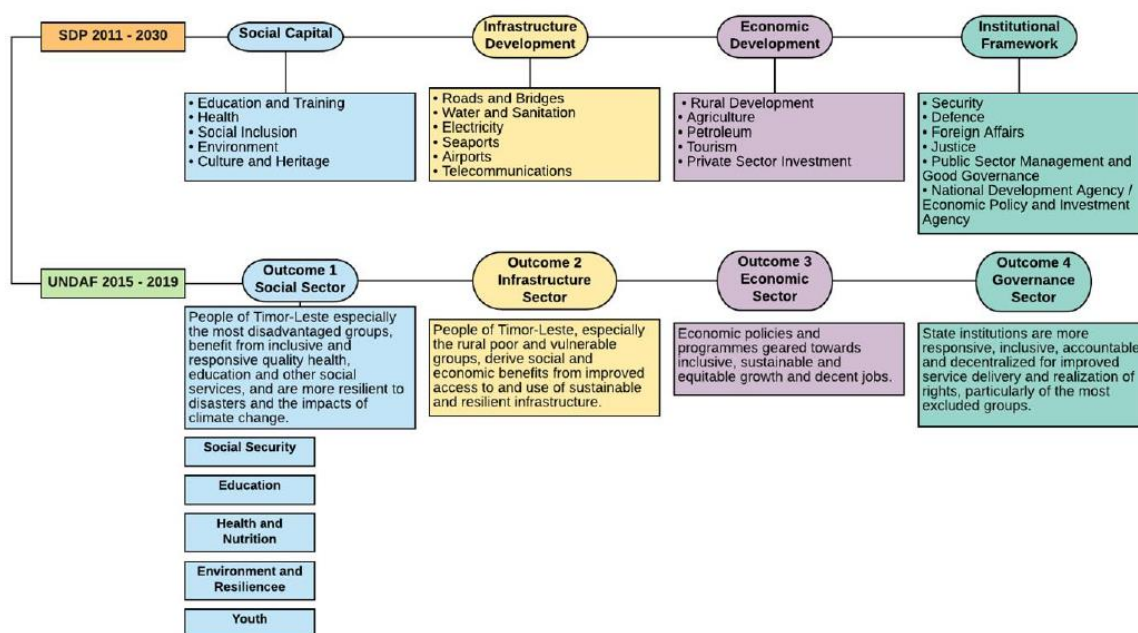 SDP 2011 - 2030
Social Capital
Infrastructure
Development
Economic
Development
Institutional
Framework
• Education and Training
• Health
• Social Inclusion
• Environment
• Culture and Heritage
• Roads and Bridges
• Water and Sanitation
• Electricity
• Seaports
• Airports
• Telecommunications
• Rural Development
• Agriculture
• Petroleum
• Tourism
• Private Sector Investment
• Security
• Defence
• Foreign Affairs
• Justice
• Public Sector Management and
Good Governance
• National Development Agency /
Economic Policy and Investment
Agency
UNDAF 2015 - 2019
Outcome 1
Social Sector
Outcome 2
Infrastructure
Sector
Outcome 3
Economic
Sector
Outcome 4
Governance
Sector
People of Timor-Leste especially
the most disadvantaged groups,
benefit from inclusive and
responsive quality health,
education and other social
services, and are more resilient to
disasters and the impacts of
climate change.
People of Timor-Leste, especially
the rural poor and vulnerable
groups, derive social and
economic benefits from improved
access to and use of sustainable
and resilient infrastructure.
Economic policies and
programmes geared towards
inclusive, sustainable and
equitable growth and decent jobs.
State institutions are more
responsive, inclusive, accountable
and decentralized for improved
service delivery and realization of
rights, particularly of the most
excluded groups.
Social Security
Education
Health and
Nutrition
Environment and
Resiliencee
Youth